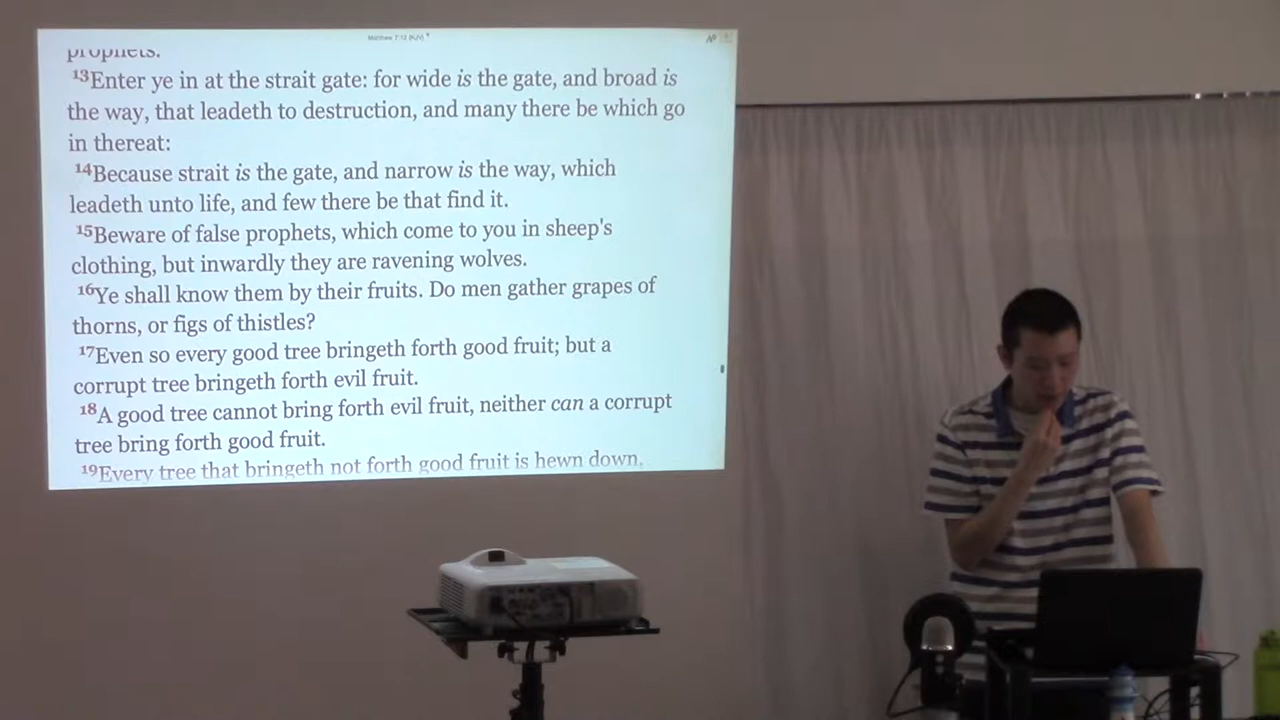 Matthew 7:12 (KJV)
prophets.
13Enter ye in at the strait gate: for wide is the gate, and broad is
the way, that leadeth to destruction, and many there be which go
in thereat:
14Because strait is the gate, and narrow is the way, which
leadeth unto life, and few there be that find it.
15Beware of false prophets, which come to you in sheep's
clothing, but inwardly they are ravening wolves.
16Ye shall know them by their fruits. Do men gather grapes of
thorns, or figs of thistles?
17Even so every good tree bringeth forth good fruit; but a
corrupt tree bringeth forth evil fruit.
18A good tree cannot bring forth evil fruit, neither can a corrupt
tree bring forth good fruit.
19Every tree that bringeth not forth good fruit is hewn down,